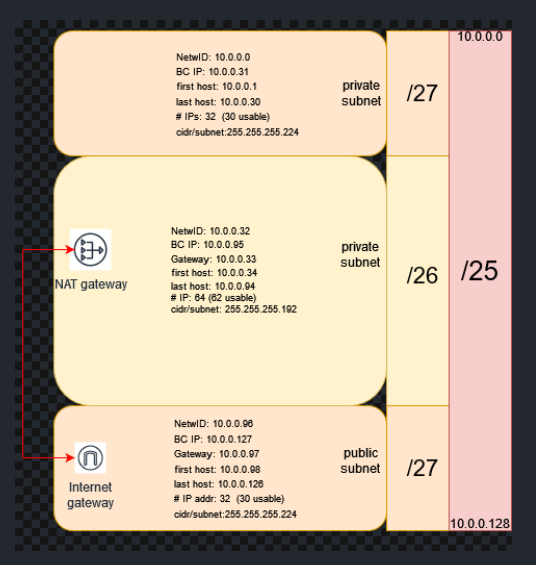 10.0.0.0
NetwID: 10.0.0.0
BC IP: 10.0.0.31
first host: 10.0.0.1
last host: 10.0.0.30
# IPs: 32 (30 usable)
cidr/subnet:255.255.255.224
private
subnet
/27
NetwID: 10.0.0.32
BC IP: 10.0.0.95
Gateway: 10.0.0.33
first host: 10.0.0.34
last host: 10.0.0.94
# IP: 64 (62 usable)
cidr/subnet: 255.255.255.192
NAT gateway
private
subnet
/26
/25
NetwID: 10.0.0.96
BC IP: 10.0.0.127
Gateway: 10.0.0.97
first host: 10.0.0.98
last host: 10.0.0.126
# IP addr: 32 (30 usable)
cidr/subnet:255.255.255.224
Internet
gateway
public
subnet
/27
10.0.0.128